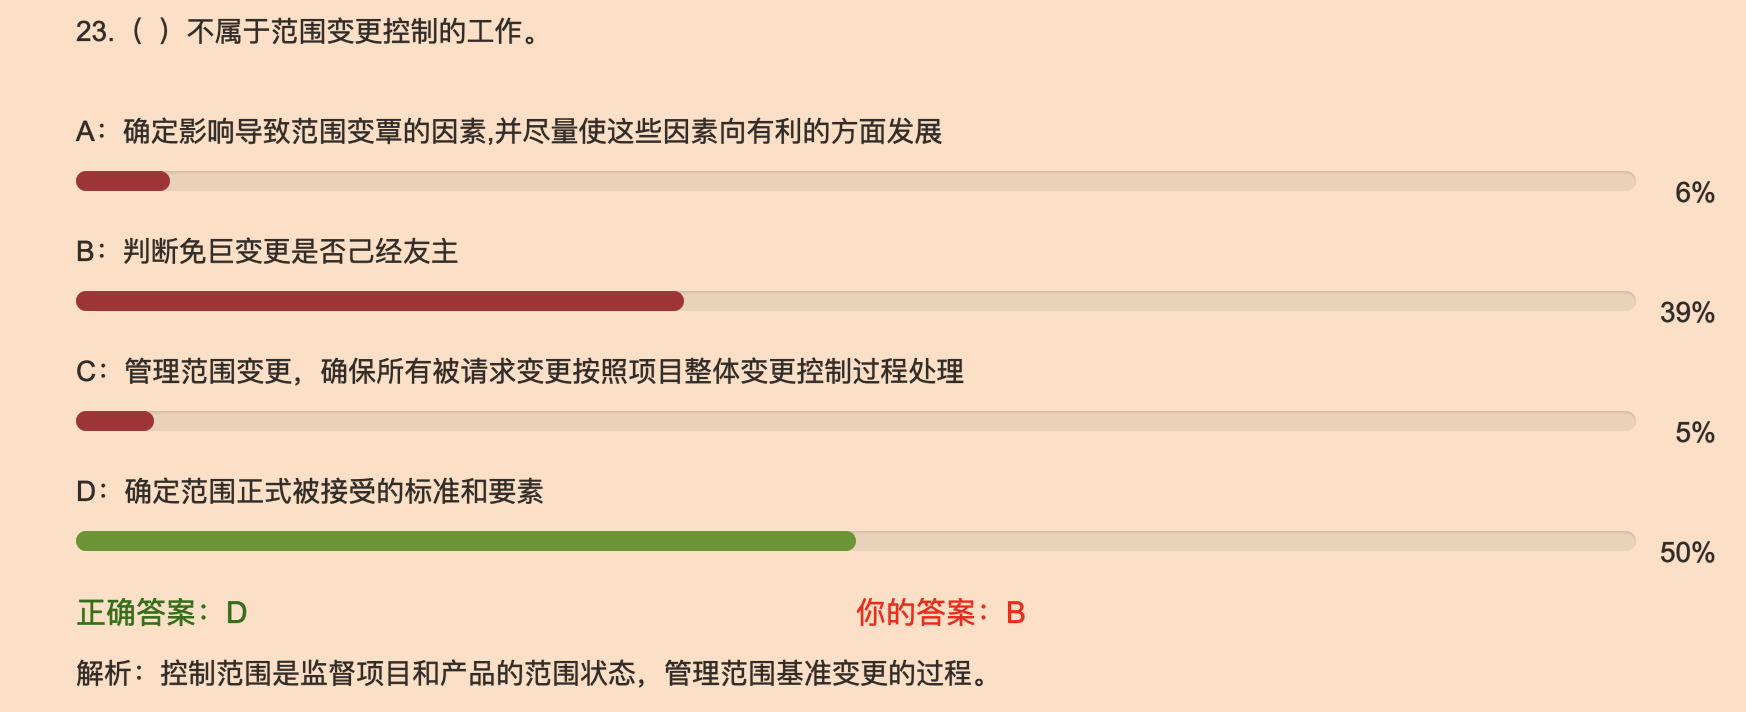 23.（ ）不属于范围变更控制的工作。
A：确定影响导致范围变覃的因素,并尽量使这些因素向有利的方面发展
6%
B：判断免巨变更是否己经友主
39%
C：管理范围变更，确保所有被请求变更按照项目整体变更控制过程处理
5%
D：确定范围正式被接受的标准和要素
50%
正确答案：D 你的答案：B
解析：控制范围是监督项目和产品的范围状态，管理范围基准变更的过程。